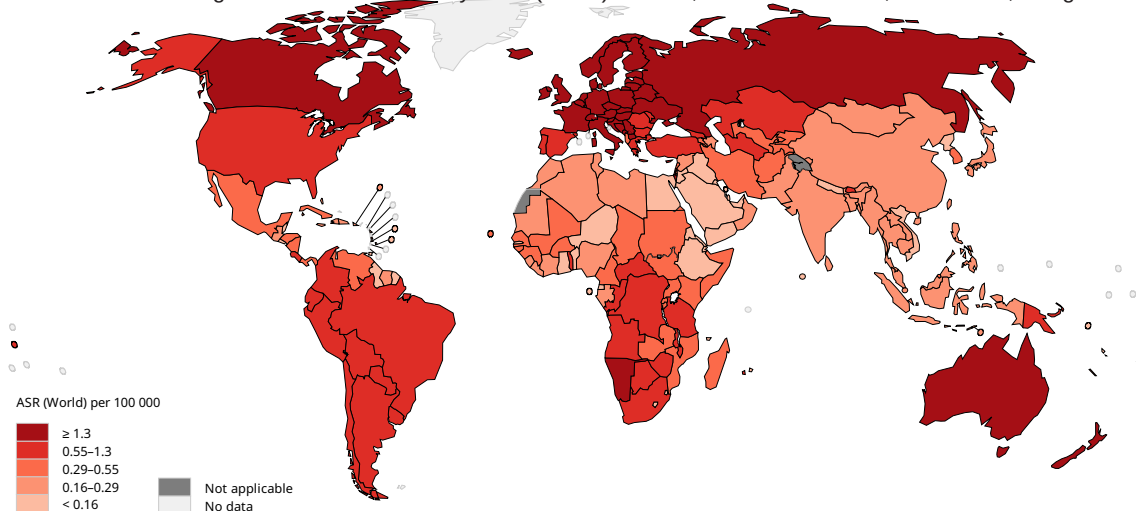 ASR (World) per 100 000
≥ 1.3
0.55–1.3
0.29–0.55
0.16–0.29
< 0.16
Not applicable
No data